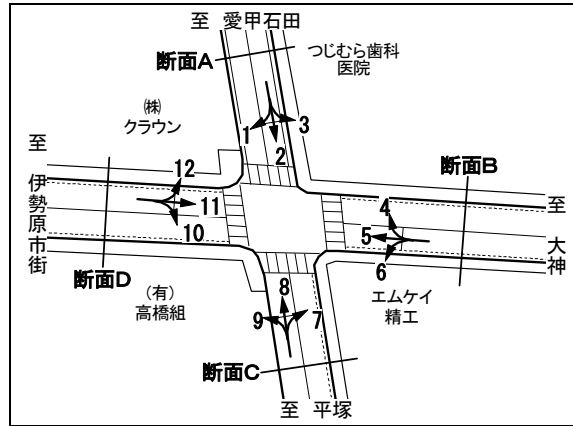 至 愛甲石田
断面A
つじむら歯科
医院
㈱
クラウン
1
2
3
至
伊勢原市街
12
11
10
断面B
4
5
6
至
大神
断面D
(有)
高橋組
8
9
7
エムケイ
精工
断面C
至 平塚